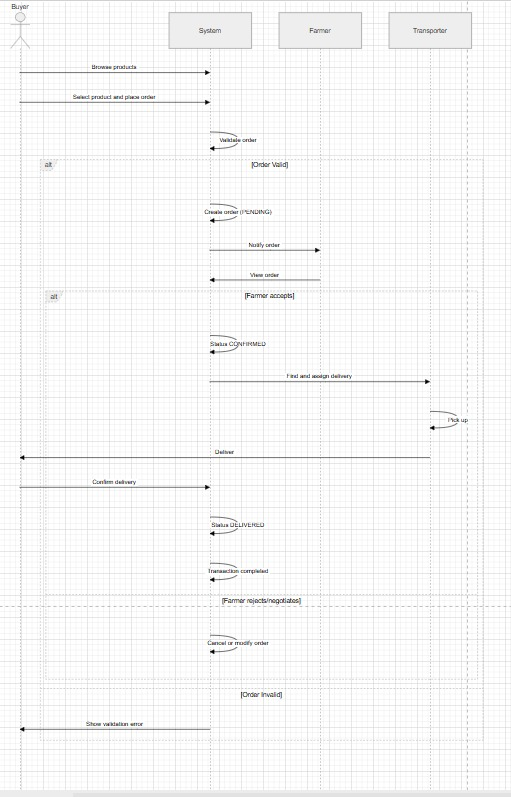 Buyer
System
Farmer
Transporter
Browse products
Select product and place order
Validate order
alt
[Order Valid]
Create order (PENDING)
Notify order
View order
alt
[Farmer accepts]
Status CONFIRMED
Find and assign delivery
Pick up
Deliver
Confirm delivery
Status DELIVERED
Transaction completed
[Farmer rejects/negotiates]
Cancel or modify order
[Order Invalid]
Show validation error